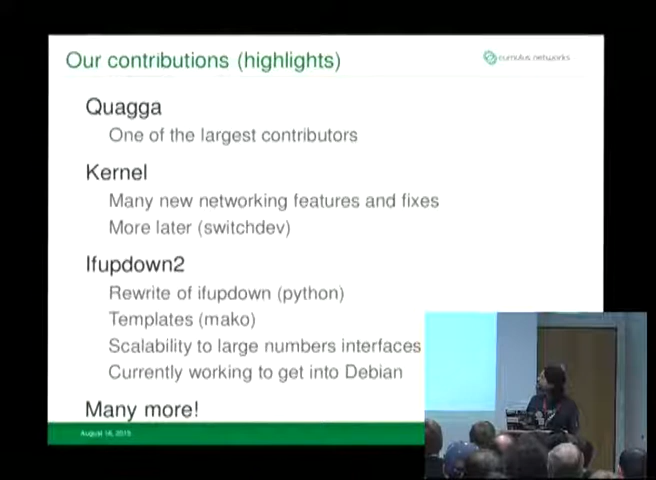 Our contributions (highlights)
cumulus networks
Quagga
One of the largest contributors
Kernel
Many new networking features and fixes
More later (switchdev)
Ifupdown2
Rewrite of ifupdown (python)
Templates (mako)
Scalability to large numbers interfaces
Currently working to get into Debian
Many more!
August 14, 2015